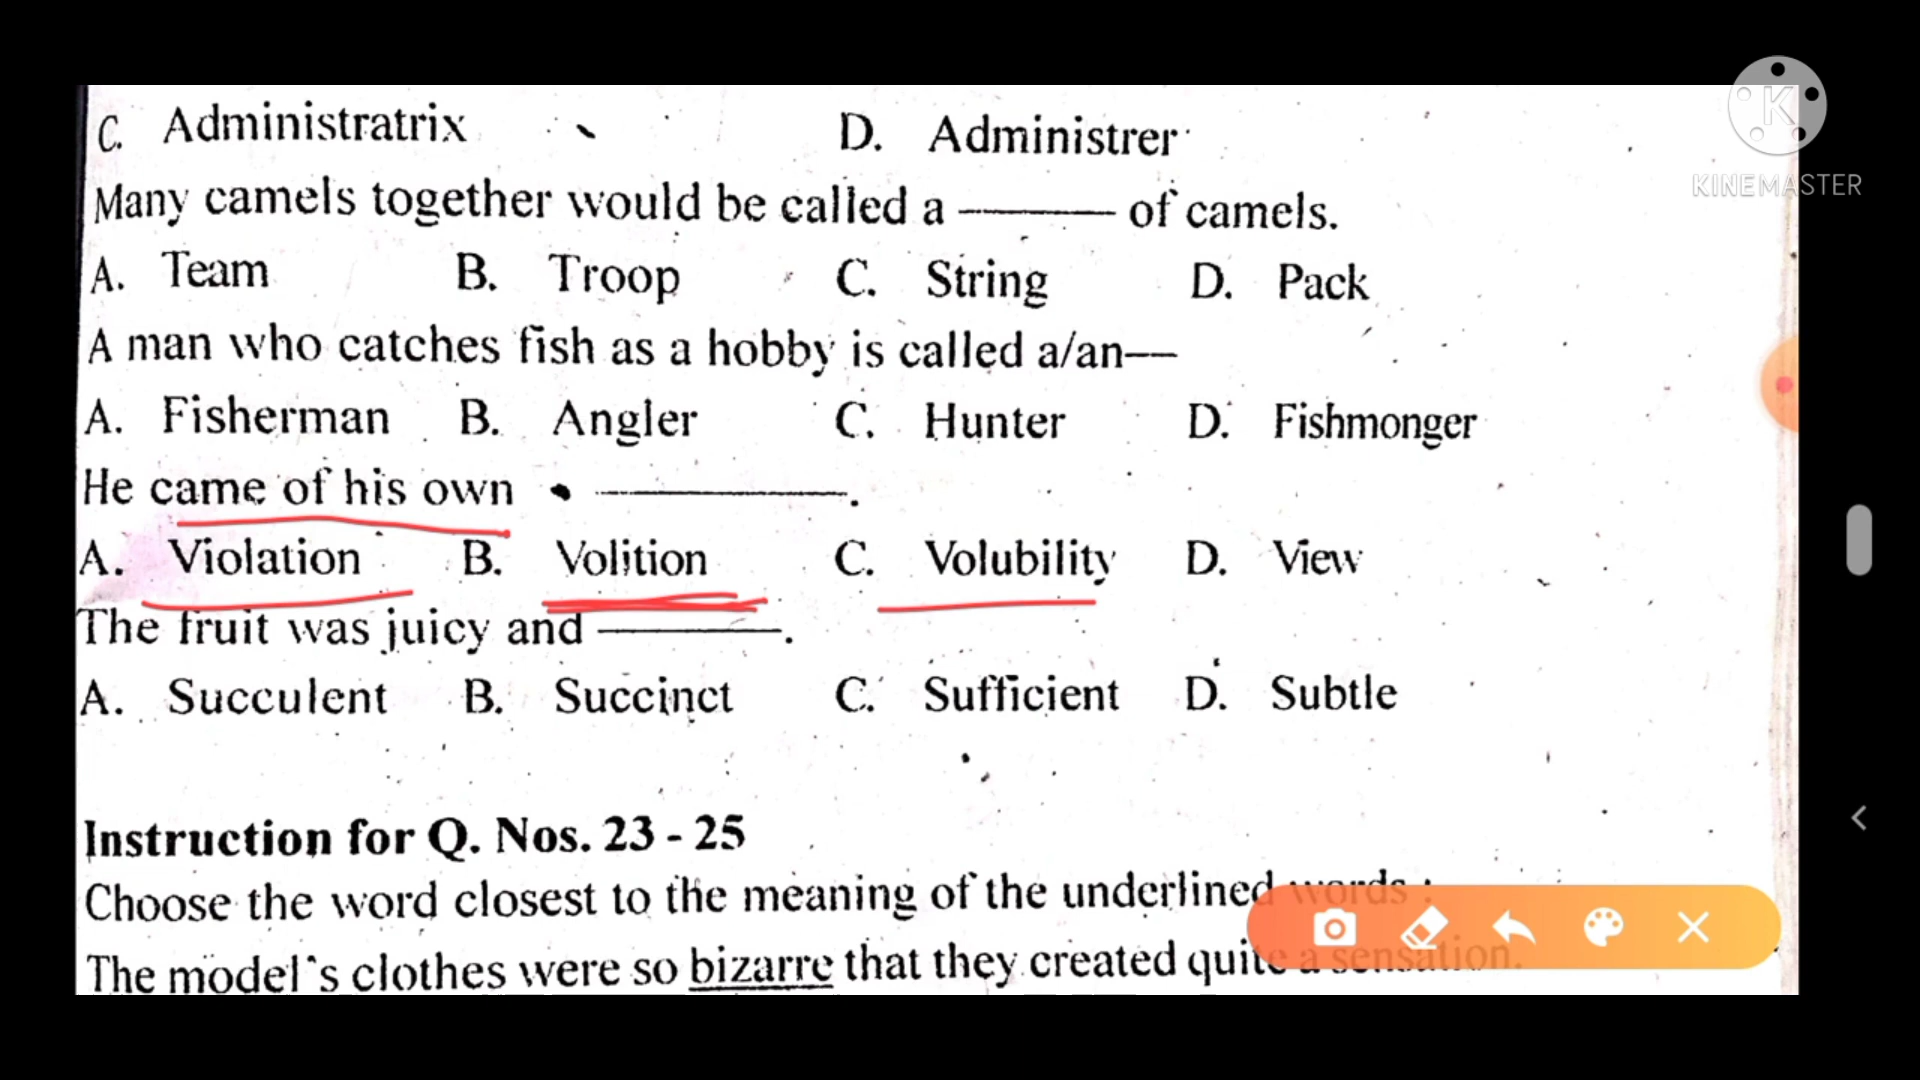 C. Administratrix D. Administrer
KINEMASTER
Many camels together would be called a ——— of camels.
A. Team B. Troop C. String D. Pack
A man who catches fish as a hobby is called a/an—
A. Fisherman B. Angler C. Hunter D. Fishmonger
He came of his own ————.
A. Violation B. Volition C. Volubility D. View
The fruit was juicy and ———.
A. Succulent B. Succinct C. Sufficient D. Subtle
Instruction for Q. Nos. 23 - 25
Choose the word closest to the meaning of the underlined words :
The model's clothes were so bizarre that they created quite a sensation.